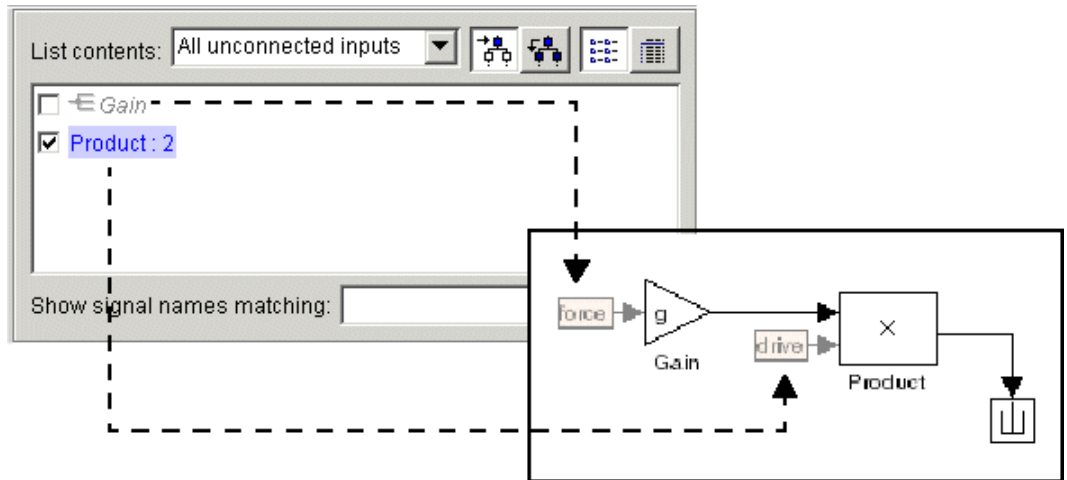 List contents: All unconnected inputs
Gain
Product : 2
Show signal names matching:
force
g
Gain
drive
×
Product